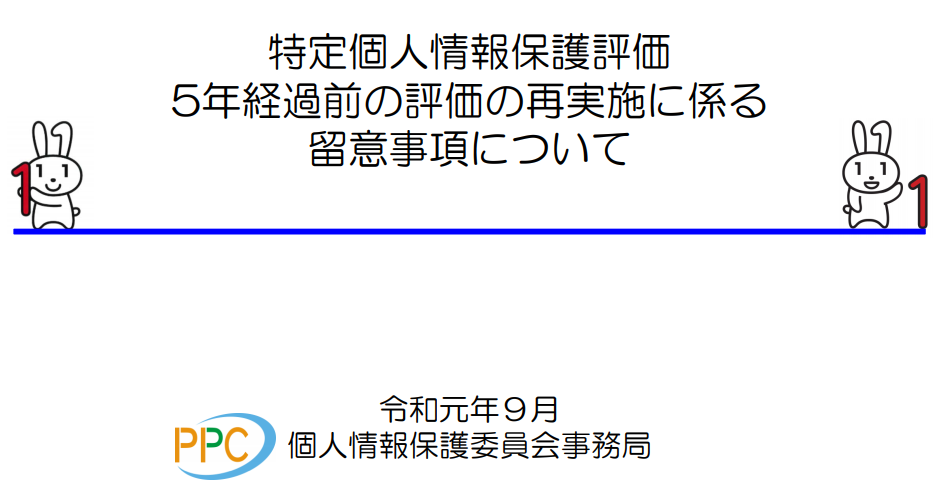 特定個人情報保護評価
5年経過前の評価の再実施に係る
留意事項について
1
1
令和元年9月
PPC
個人情報保護委員会事務局